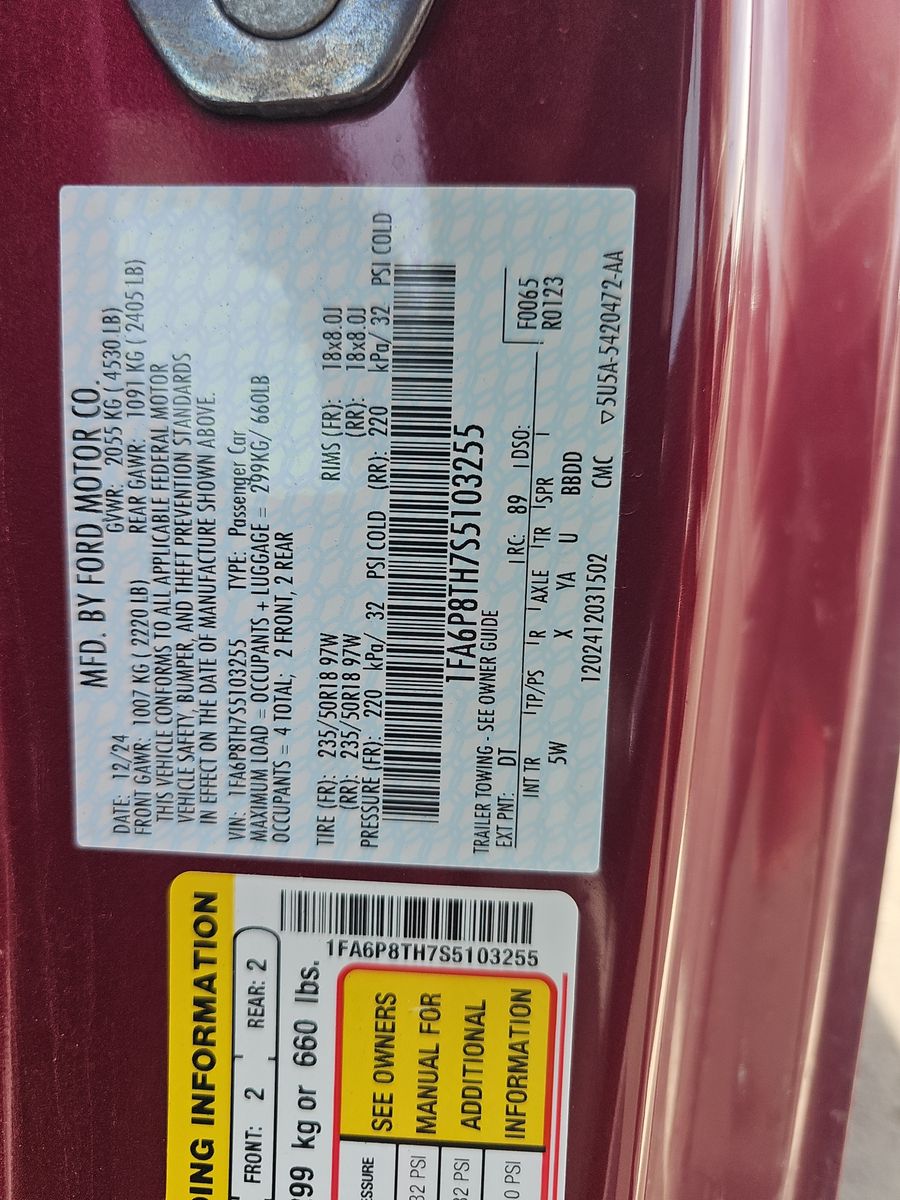 MFD. BY FORD MOTOR CO.
DATE: 12/24 GVWR: 2055 KG ( 4530 LB)
FRONT GAWR: 1007 KG ( 2220 LB) REAR GAWR: 1091 KG ( 2405 LB)
THIS VEHICLE CONFORMS TO ALL APPLICABLE FEDERAL MOTOR
VEHICLE SAFETY, BUMPER, AND THEFT PREVENTION STANDARDS
IN EFFECT ON THE DATE OF MANUFACTURE SHOWN ABOVE.
VIN: 1FA6P8TH7S5103255 TYPE: Passenger Car
MAXIMUM LOAD = OCCUPANTS + LUGGAGE = 299KG/ 660LB
OCCUPANTS = 4 TOTAL; 2 FRONT, 2 REAR
TIRE (FR): 235/50R18 97W RIMS (FR): 18x8.0J
(RR): 235/50R18 97W (RR): 18x8.0J
PRESSURE (FR): 220 kPa/ 32 PSI COLD (RR): 220 kPa/ 32 PSI COLD
1FA6P8TH7S5103255
TRAILER TOWING - SEE OWNER GUIDE
EXT PNT: DT RC: 89 DSO: F0065
R0123
INT TR TP/PS R AXLE TR SPR
5W X YA U BBDD
120241203 1502 CMC ▽5U5A-5420472-AA
DING INFORMATION
FRONT: 2 REAR: 2
99 kg or 660 lbs.
1FA6P8TH7S5103255
SEE OWNERS
MANUAL FOR
ADDITIONAL
INFORMATION
SSURE
32 PSI
32 PSI
0 PSI